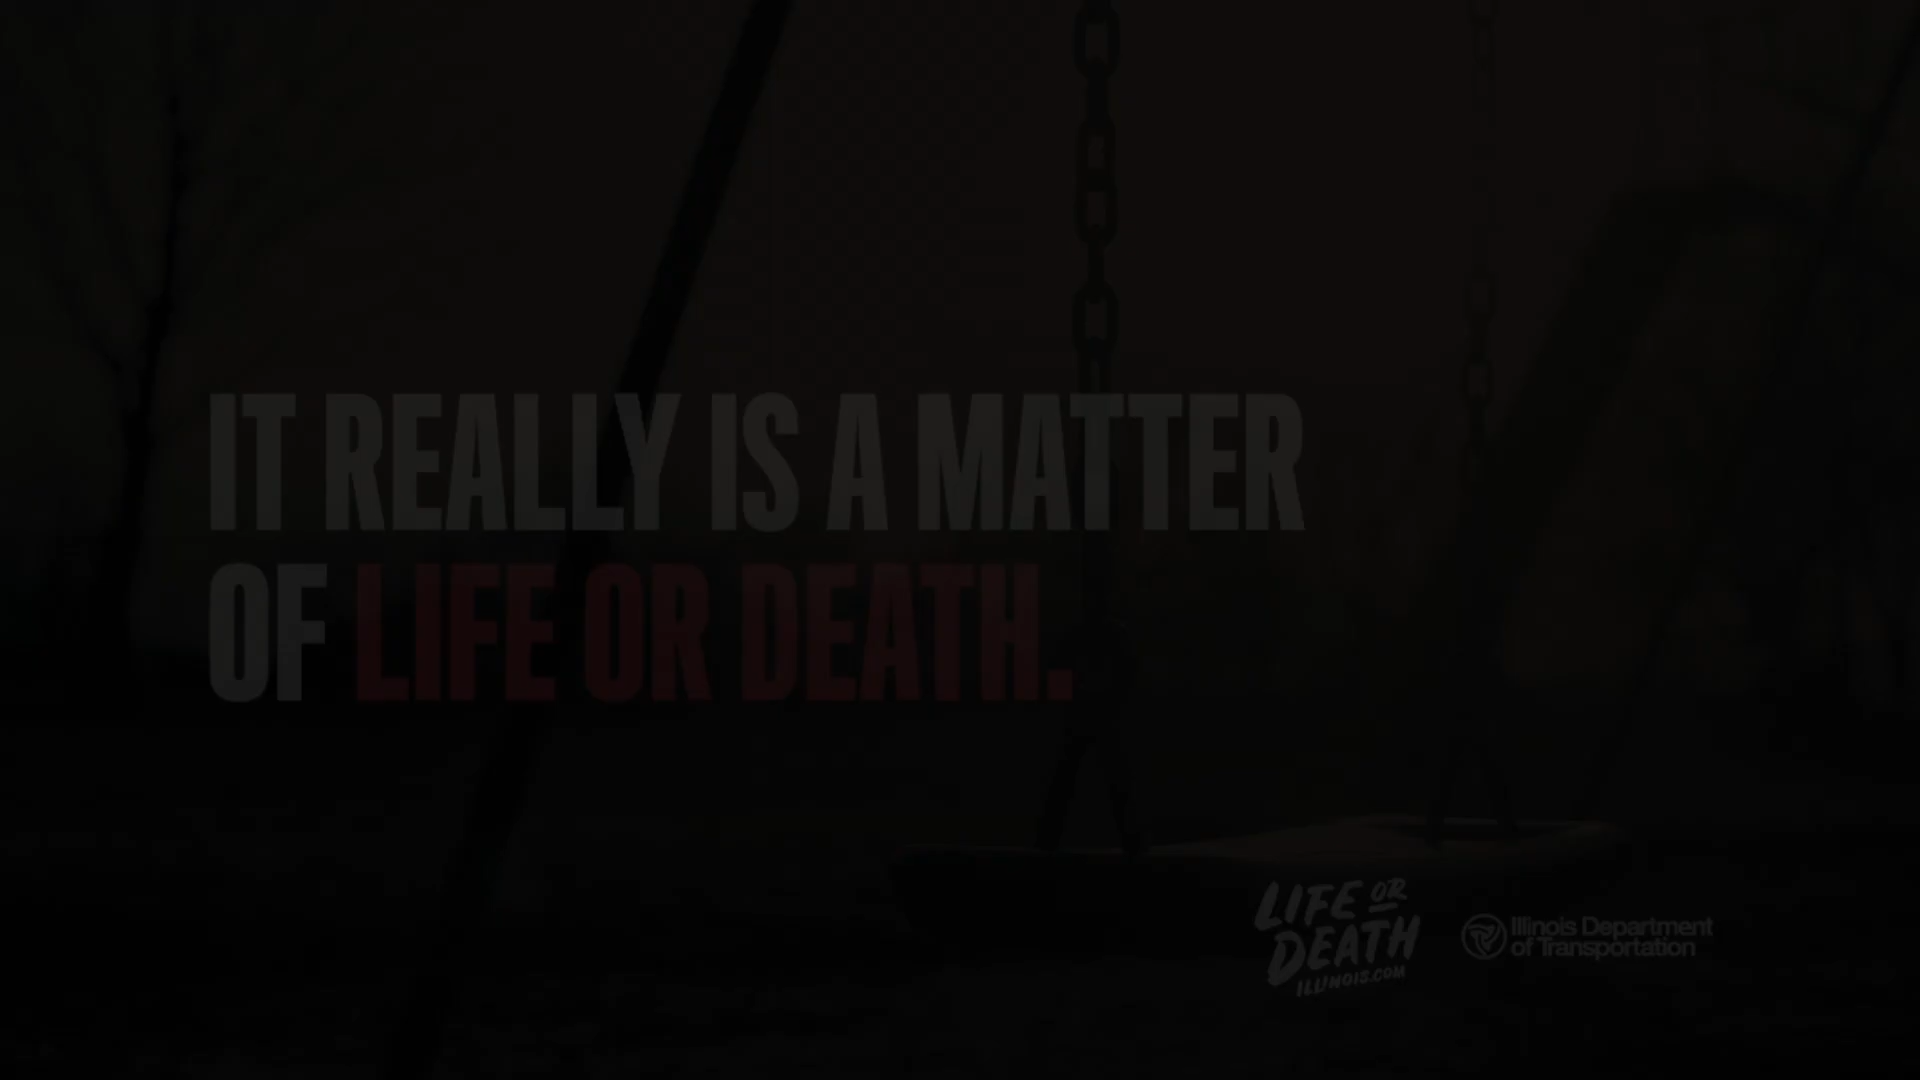 IT REALLY IS A MATTER
OF LIFE OR DEATH.
LIFE OR
DEATH
ILLINOIS.COM
Illinois Department
of Transportation